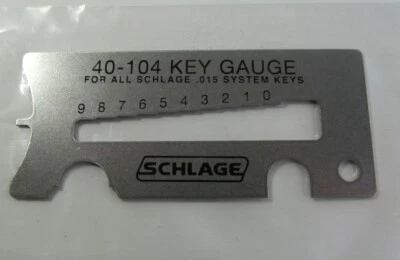 40-104 KEY GAUGE
FOR ALL SCHLAGE .015 SYSTEM KEYS
9 8 7 6 5 4 3 2 1 0
SCHLAGE